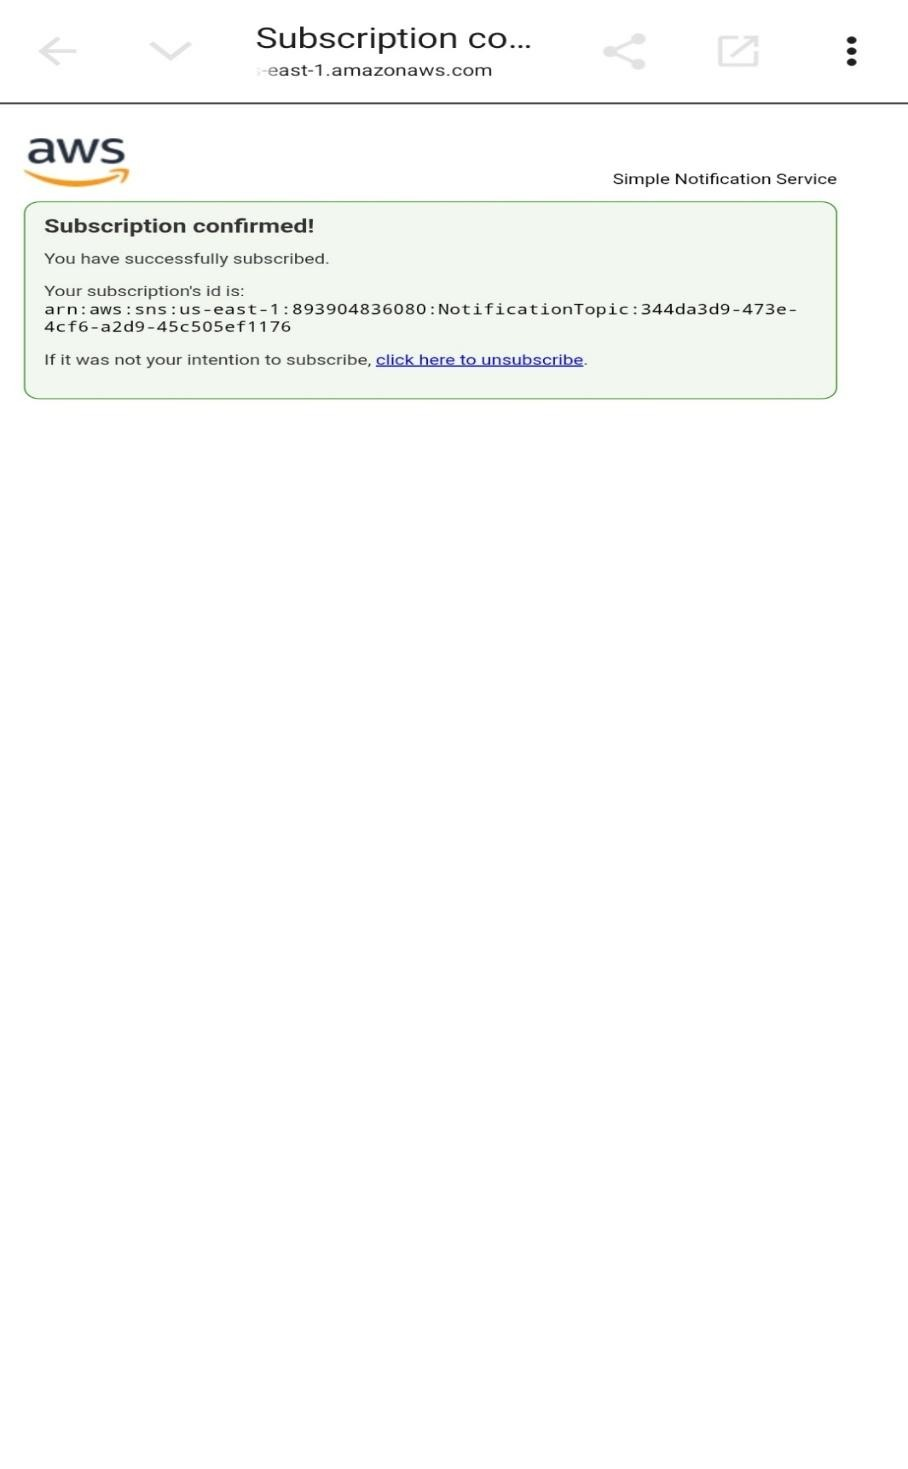 Subscription co...
-east-1.amazonaws.com
aws
Simple Notification Service
Subscription confirmed!
You have successfully subscribed.
Your subscription's id is:
arn:aws:sns:us-east-1:893904836080:NotificationTopic:344da3d9-473e-
4cf6-a2d9-45c505ef1176
If it was not your intention to subscribe, click here to unsubscribe.